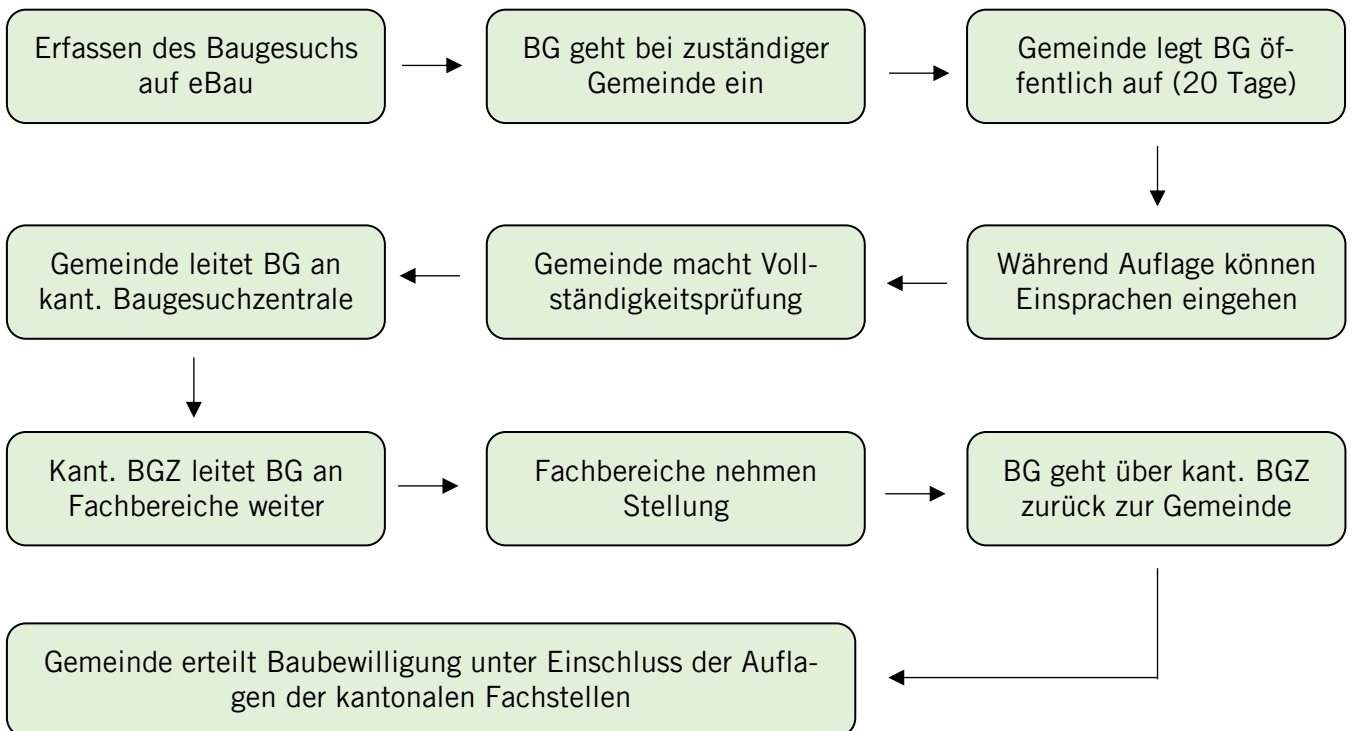 Erfassen des Baugesuchs
auf eBau
BG geht bei zuständiger
Gemeinde ein
Gemeinde legt BG öf-
fentlich auf (20 Tage)
Während Auflage können
Einsprachen eingehen
Gemeinde macht Voll-
ständigkeitsprüfung
Gemeinde leitet BG an
kant. Baugesuchzentrale
Kant. BGZ leitet BG an
Fachbereiche weiter
Fachbereiche nehmen
Stellung
BG geht über kant. BGZ
zurück zur Gemeinde
Gemeinde erteilt Baubewilligung unter Einschluss der Aufla-
gen der kantonalen Fachstellen